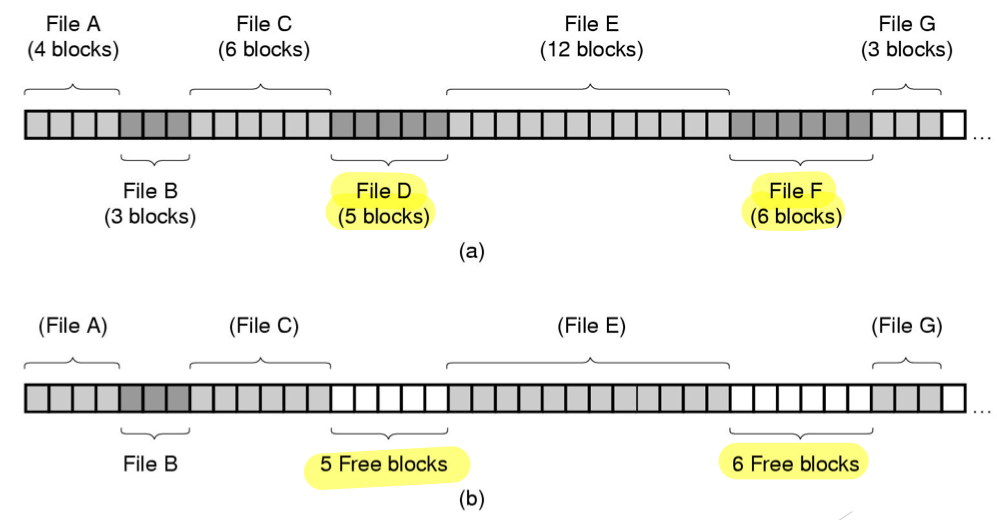 File A
(4 blocks)
File C
(6 blocks)
File E
(12 blocks)
File G
(3 blocks)
...
File B
(3 blocks)
File D
(5 blocks)
File F
(6 blocks)
(a)
(File A)
(File C)
(File E)
(File G)
...
File B
5 Free blocks
6 Free blocks
(b)